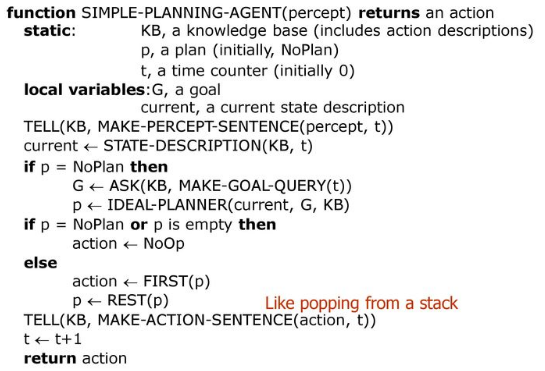 function SIMPLE-PLANNING-AGENT(percept) returns an action
static: KB, a knowledge base (includes action descriptions)
p, a plan (initially, NoPlan)
t, a time counter (initially 0)
local variables:G, a goal
current, a current state description
TELL(KB, MAKE-PERCEPT-SENTENCE(percept, t))
current ← STATE-DESCRIPTION(KB, t)
if p = NoPlan then
G ← ASK(KB, MAKE-GOAL-QUERY(t))
p ← IDEAL-PLANNER(current, G, KB)
if p = NoPlan or p is empty then
action ← NoOp
else
action ← FIRST(p)
p ← REST(p) Like popping from a stack
TELL(KB, MAKE-ACTION-SENTENCE(action, t))
t ← t+1
return action